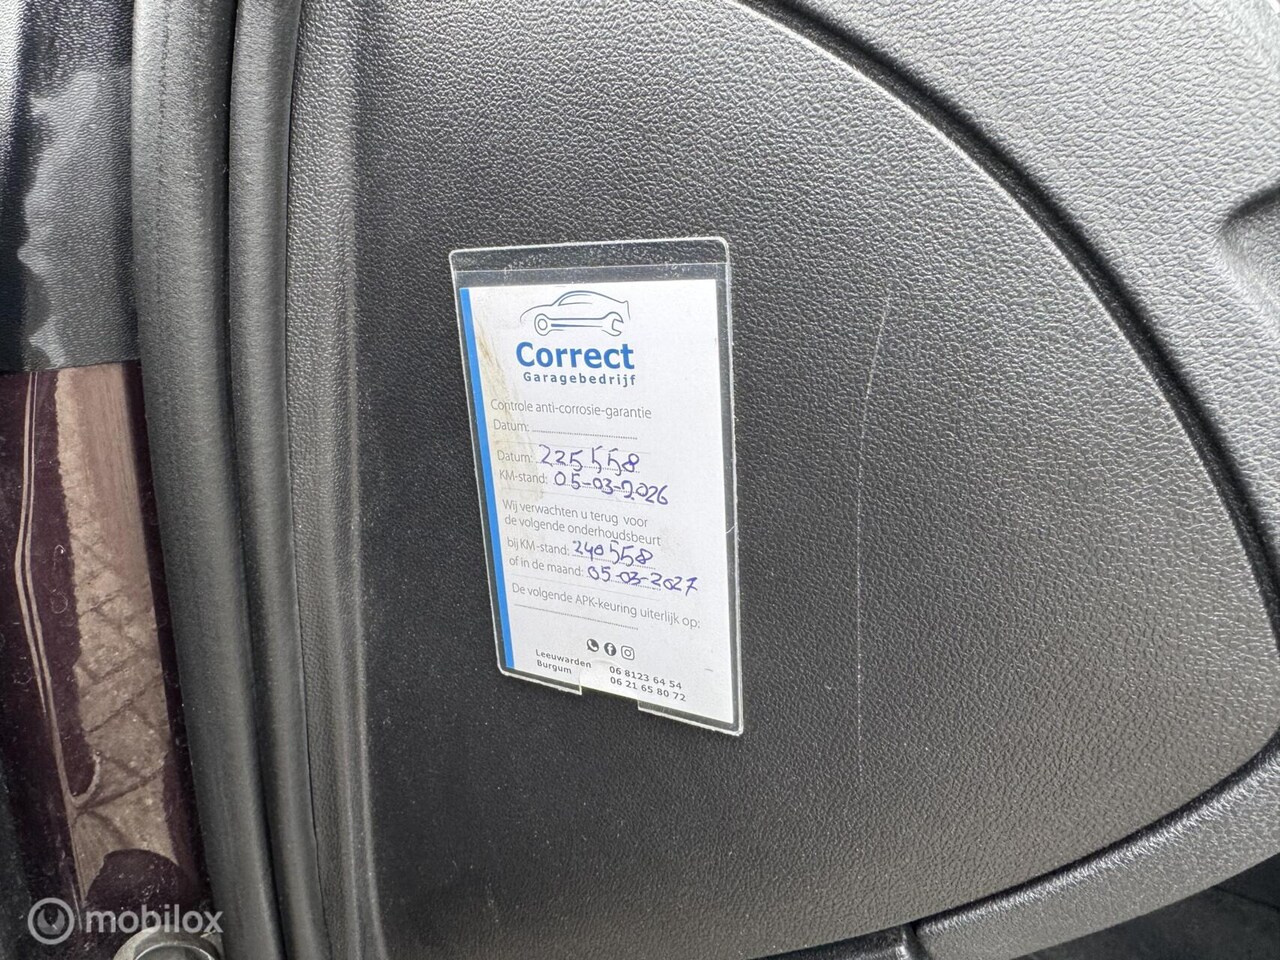 Correct
Garagebedrijf
Controle anti-corrosie-garantie
Datum:
Datum: 225558
KM-stand: 05-03-2026
Wij verwachten u terug voor
de volgende onderhoudsbeurt
bij KM-stand: 240558
of in de maand: 05-03-2027
De volgende APK-keuring uiterlijk op:
Leeuwarden 06 8123 64 54
Burgum 06 21 65 80 72
mobilox